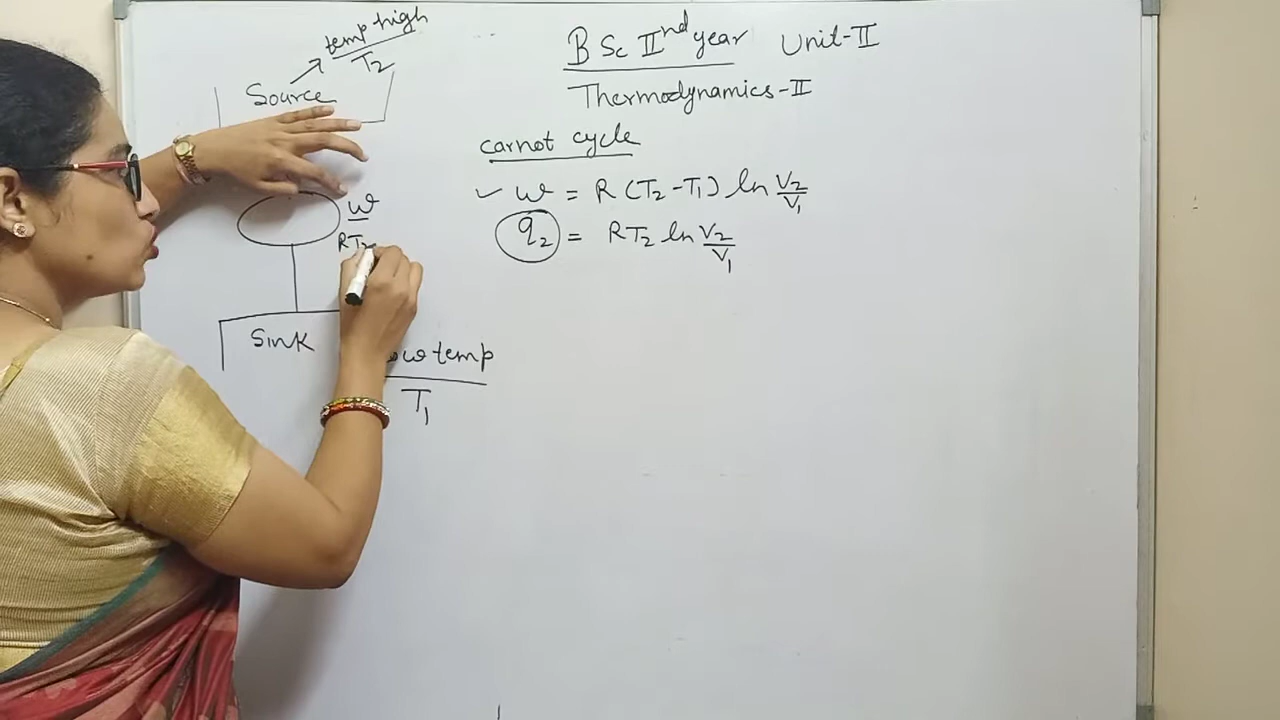 temp high
T₂
Source
W
RT₂
Sink
temp
T₁
B Sc IInd year Unit-II
Thermodynamics-II
carnot cycle
✓ W = R (T₂-T₁) ln V₂/V₁
q₂ = RT₂ ln V₂/V₁